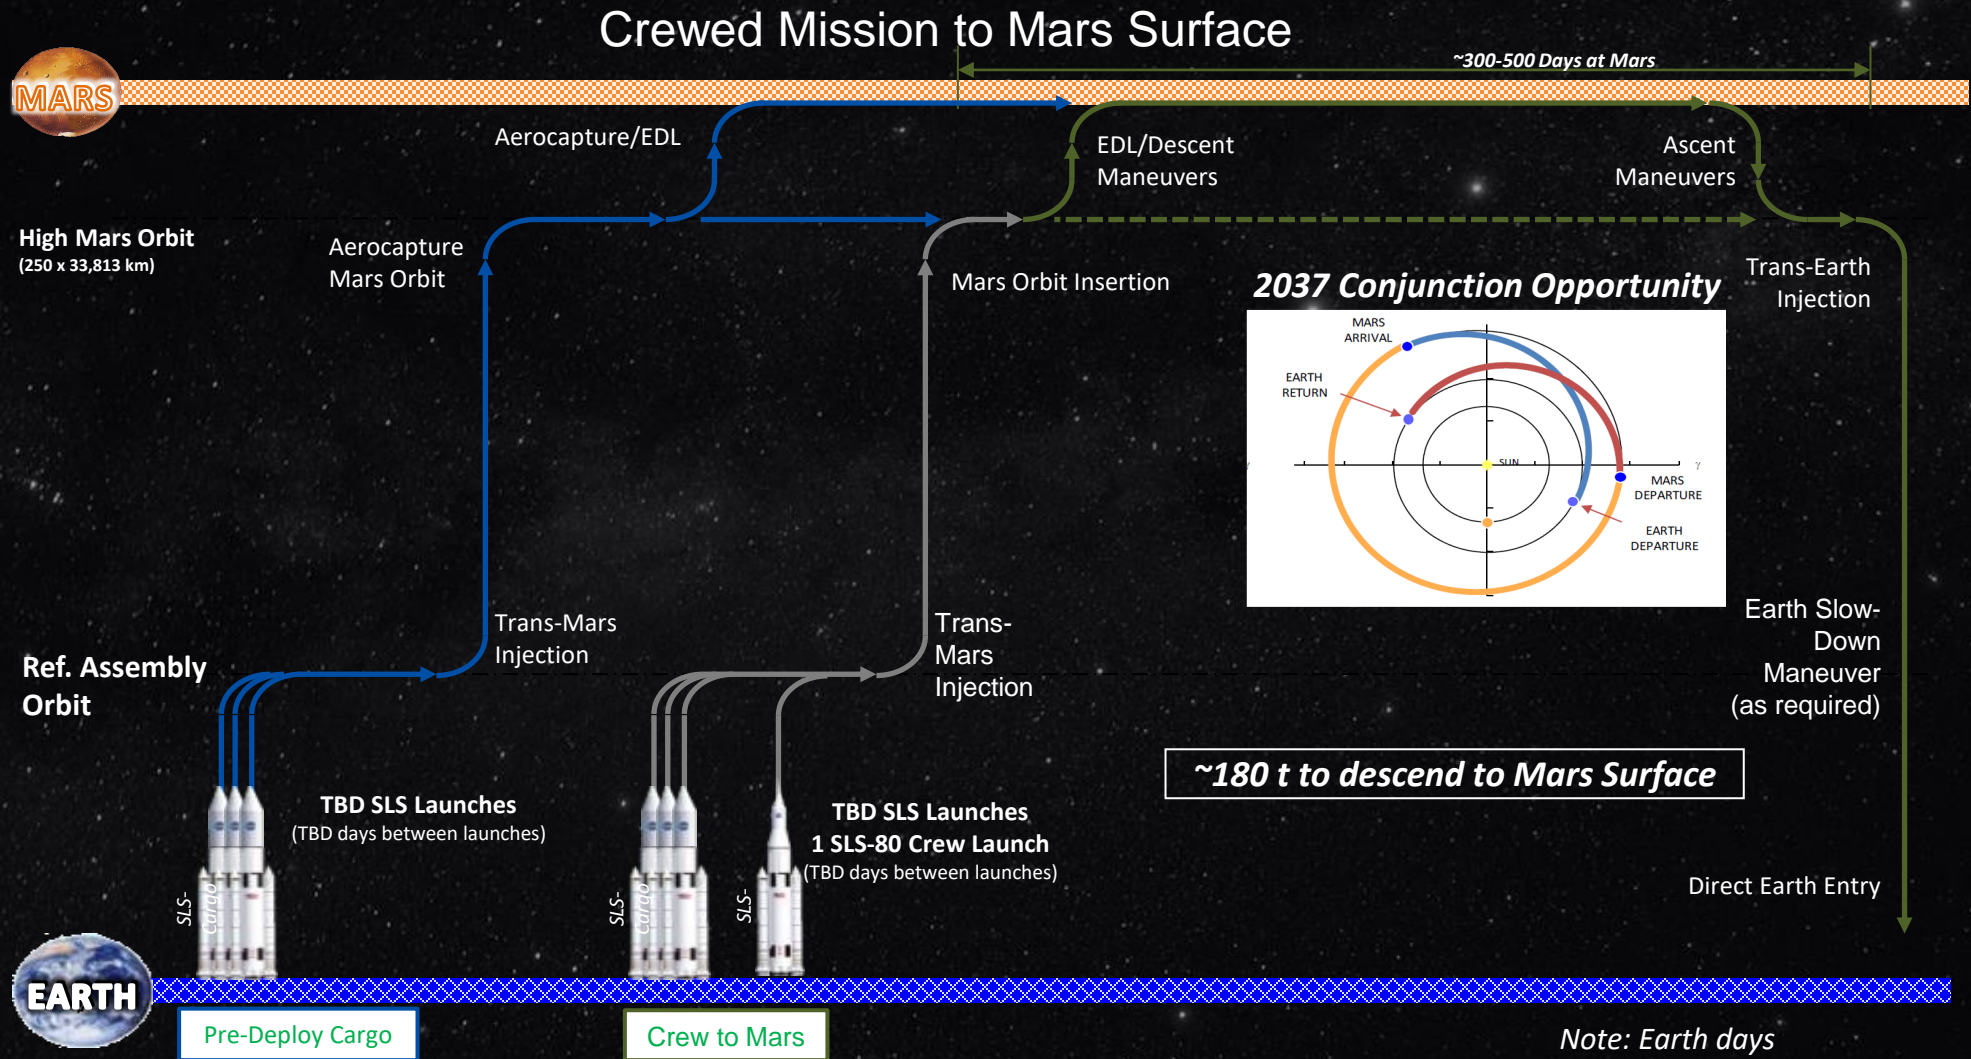 Crewed Mission to Mars Surface
~300-500 Days at Mars
MARS
Aerocapture/EDL
EDL/Descent
Maneuvers
Ascent
Maneuvers
High Mars Orbit
(250 x 33,813 km)
Aerocapture
Mars Orbit
Mars Orbit Insertion
Trans-Earth
Injection
2037 Conjunction Opportunity
MARS
ARRIVAL
EARTH
RETURN
SUN
γ
γ
MARS
DEPARTURE
EARTH
DEPARTURE
Trans-Mars
Injection
Trans-
Mars
Injection
Earth Slow-
Down
Maneuver
(as required)
Ref. Assembly
Orbit
~180 t to descend to Mars Surface
TBD SLS Launches
(TBD days between launches)
TBD SLS Launches
1 SLS-80 Crew Launch
(TBD days between launches)
SLS-
Cargo
SLS-
Cargo
SLS-
Direct Earth Entry
EARTH
Pre-Deploy Cargo
Crew to Mars
Note: Earth days